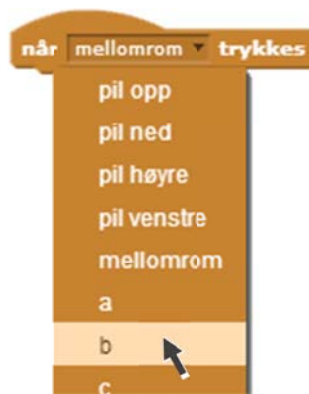 når mellomrom trykkes
pil opp
pil ned
pil høyre
pil venstre
mellomrom
a
b
c